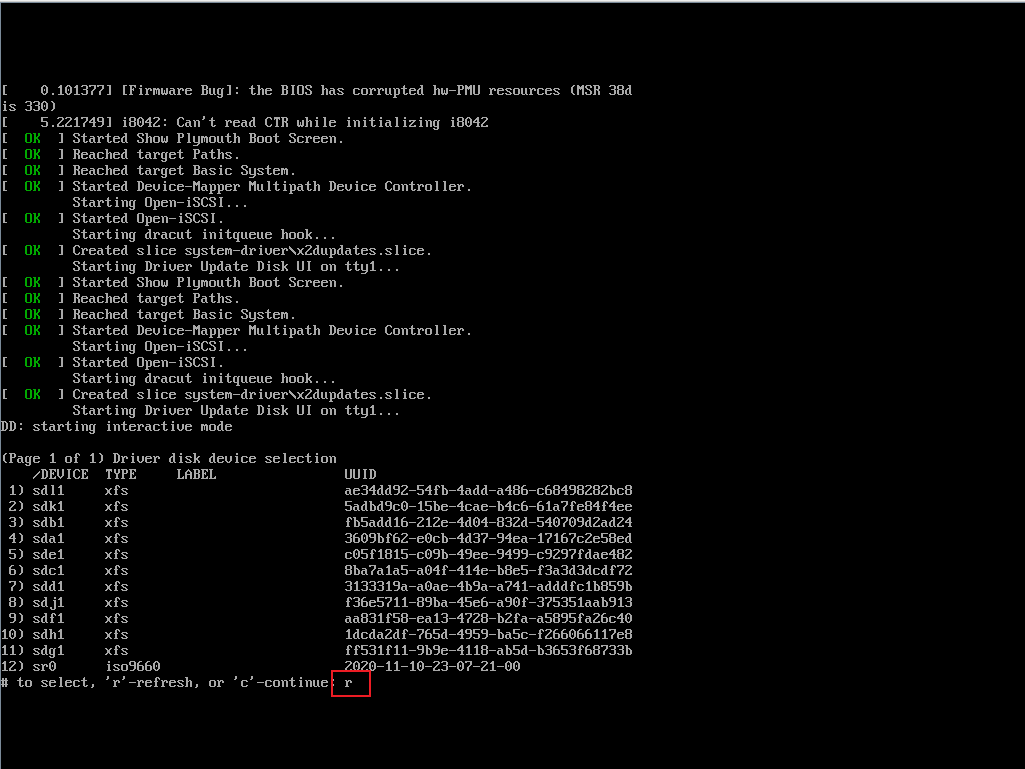 [    0.101377] [Firmware Bug]: the BIOS has corrupted hw-PMU resources (MSR 38d
is 330)
[    5.221749] i8042: Can't read CTR while initializing i8042
[  OK  ] Started Show Plymouth Boot Screen.
[  OK  ] Reached target Paths.
[  OK  ] Reached target Basic System.
[  OK  ] Started Device-Mapper Multipath Device Controller.
         Starting Open-iSCSI...
[  OK  ] Started Open-iSCSI.
         Starting dracut initqueue hook...
[  OK  ] Created slice system-driver\x2dupdates.slice.
         Starting Driver Update Disk UI on tty1...
[  OK  ] Started Show Plymouth Boot Screen.
[  OK  ] Reached target Paths.
[  OK  ] Reached target Basic System.
[  OK  ] Started Device-Mapper Multipath Device Controller.
         Starting Open-iSCSI...
[  OK  ] Started Open-iSCSI.
         Starting dracut initqueue hook...
[  OK  ] Created slice system-driver\x2dupdates.slice.
         Starting Driver Update Disk UI on tty1...
DD: starting interactive mode
(Page 1 of 1) Driver disk device selection
    /DEVICE  TYPE     LABEL                UUID
 1) sdl1     xfs                           ae34dd92-54fb-4add-a486-c68498282bc8
 2) sdk1     xfs                           5adbd9c0-15be-4cae-b4c6-61a7fe84f4ee
 3) sdb1     xfs                           fb5add16-212e-4d04-832d-540709d2ad24
 4) sda1     xfs                           3609bf62-e0cb-4d37-94ea-17167c2e58ed
 5) sde1     xfs                           c05f1815-c09b-49ee-9499-c9297fdae482
 6) sdc1     xfs                           8ba7a1a5-a04f-414e-b8e5-f3a3d3dcdf72
 7) sdd1     xfs                           3133319a-a0ae-4b9a-a741-adddfc1b859b
 8) sdj1     xfs                           f36e5711-89ba-45e6-a90f-375351aab913
 9) sdf1     xfs                           aa831f58-ea13-4728-b2fa-a5895fa26c40
10) sdh1     xfs                           1dcda2df-765d-4959-ba5c-f266066117e8
11) sdg1     xfs                           ff531f11-9b9e-4118-ab5d-b3653f68733b
12) sr0      iso9660                       2020-11-10-23-07-21-00
# to select, 'r'-refresh, or 'c'-continue: r